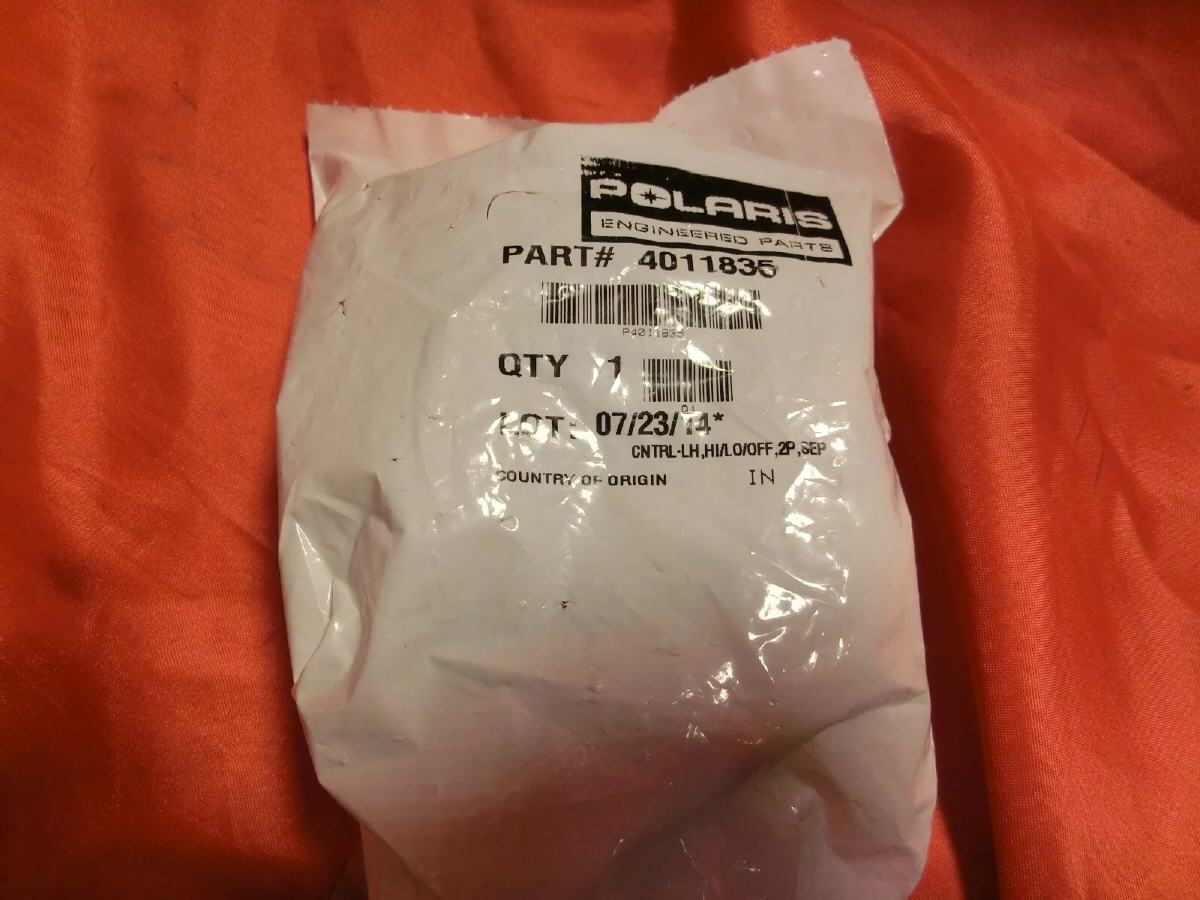 POLARIS
ENGINEERED PARTS
PART# 4011835
P4011835
QTY 1
Q1
LOT: 07/23/14*
CNTRL-LH,HI/LO/OFF,2P,SEP
COUNTRY OF ORIGIN IN